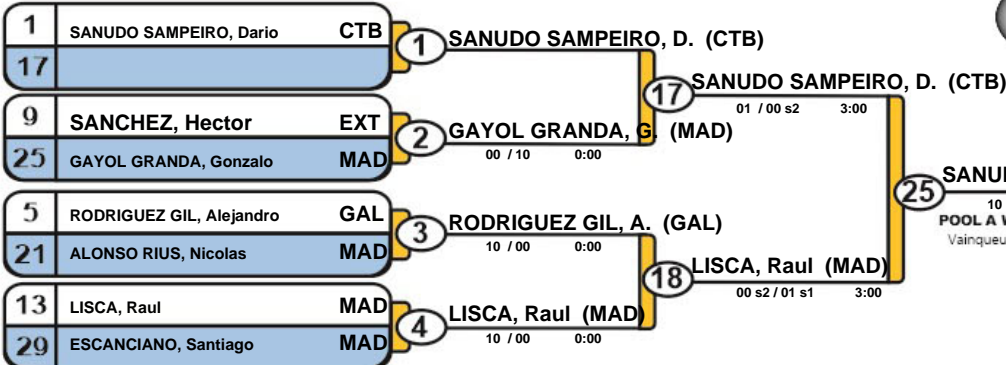 1 SANUDO SAMPEIRO, Dario CTB
17
1 SANUDO SAMPEIRO, D. (CTB)
17 SANUDO SAMPEIRO, D. (CTB)
01 / 00 s2 3:00
9 SANCHEZ, Hector EXT
25 GAYOL GRANDA, Gonzalo MAD
2 GAYOL GRANDA, G. (MAD)
00 / 10 0:00
25
10
POOL A
5 RODRIGUEZ GIL, Alejandro GAL
21 ALONSO RIUS, Nicolas MAD
3 RODRIGUEZ GIL, A. (GAL)
10 / 00 0:00
18 LISCA, Raul (MAD)
00 s2 / 01 s1 3:00
13 LISCA, Raul MAD
29 ESCANCIANO, Santiago MAD
4 LISCA, Raul (MAD)
10 / 00 0:00